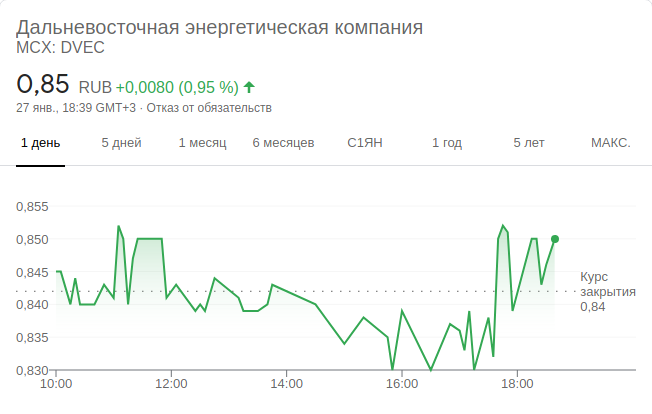 Дальневосточная энергетическая компания
MCX: DVEC
0,85 RUB +0,0080 (0,95 %)
27 янв., 18:39 GMT+3 · Отказ от обязательств
1 день 5 дней 1 месяц 6 месяцев С1ЯН 1 год 5 лет МАКС.
0,855
0,850
0,845
0,840
0,835
0,830
Курс
закрытия
0,84
10:00 12:00 14:00 16:00 18:00